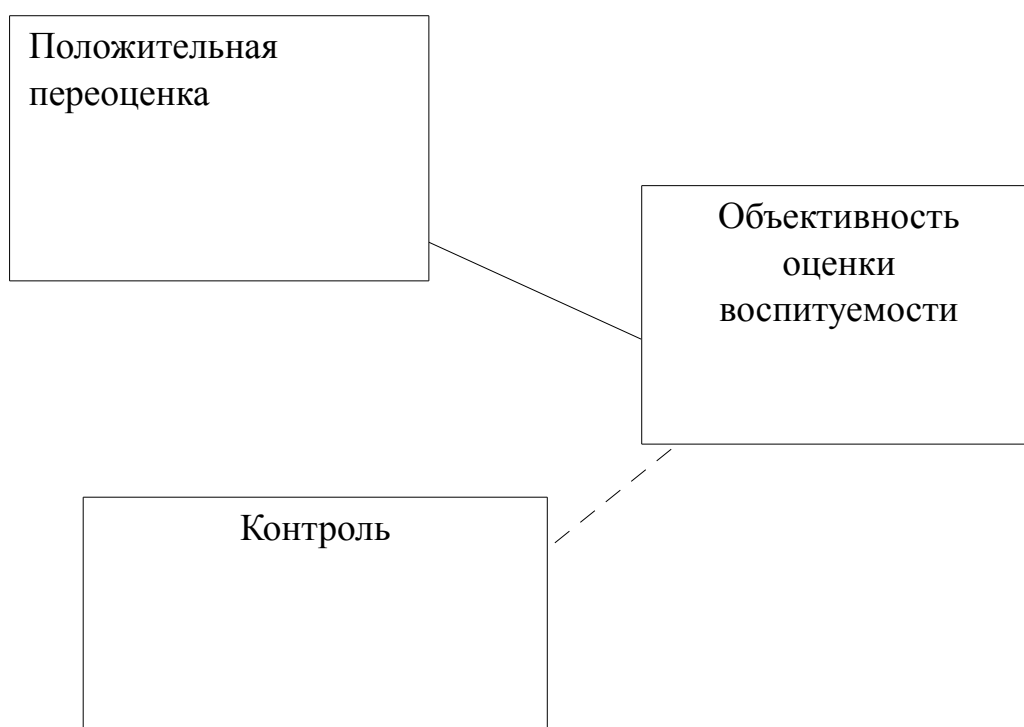 Положительная
переоценка
Объективность
оценки
воспитуемости
Контроль